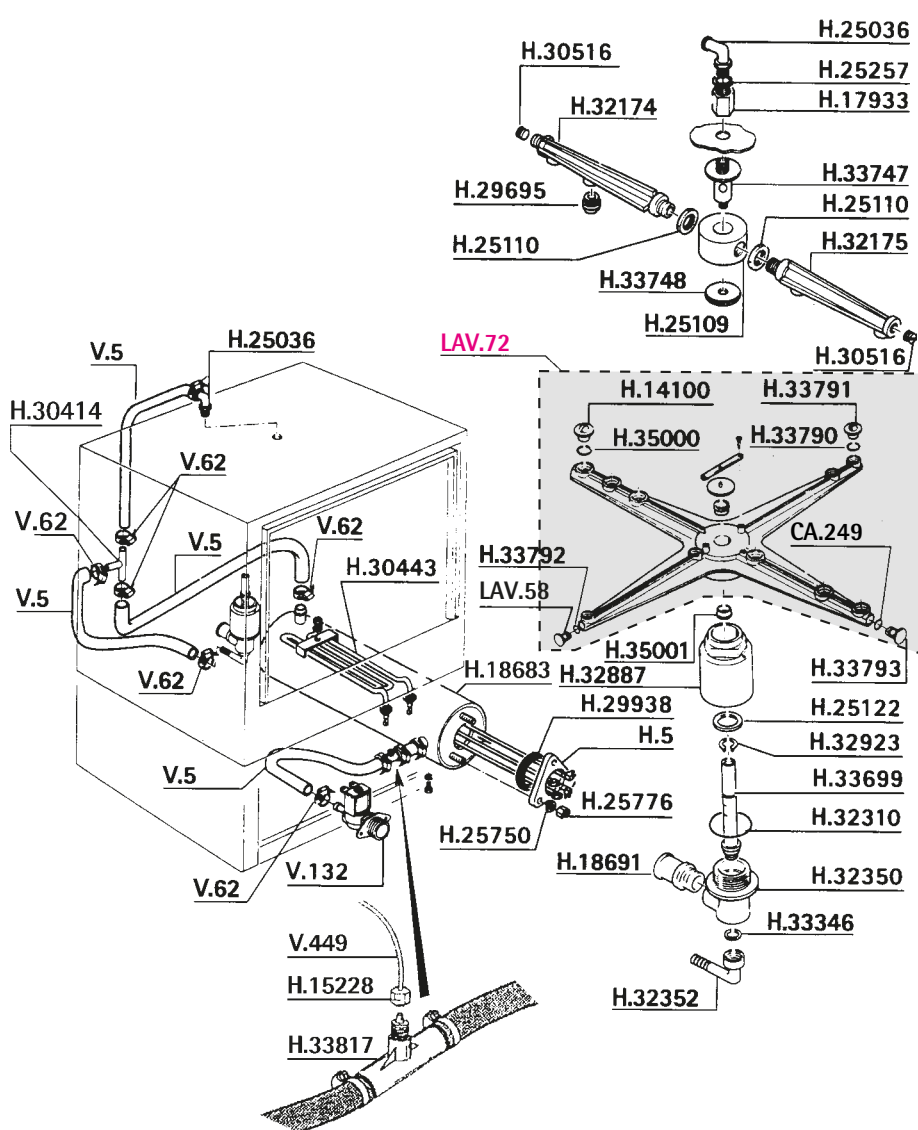 H.25036
H.30516
H.25257
H.17933
H.32174
H.33747
H.29695
H.25110
H.25110
H.32175
H.33748
H.25109
H.30516
LAV.72
V.5
H.25036
H.14100
H.33791
H.30414
H.35000
H.33790
V.62
V.62
V.5
V.62
CA.249
H.33792
H.30443
V.5
LAV.58
H.35001
V.62
H.18683
H.32887
H.33793
H.29938
H.25122
H.5
H.32923
V.5
H.33699
H.25776
H.32310
H.25750
V.62
V.132
H.18691
H.32350
H.33346
V.449
H.15228
H.32352
H.33817